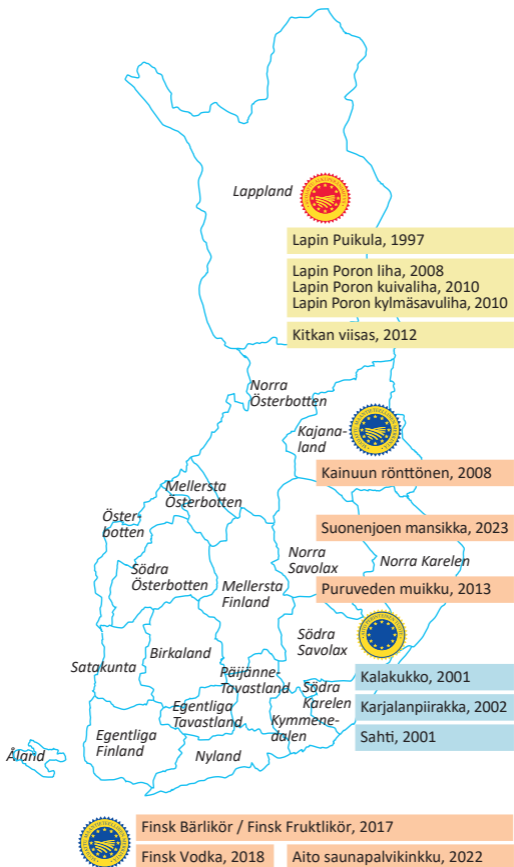 Lappland
Lapin Puikula, 1997
Lapin Poron liha, 2008
Lapin Poron kuivaliha, 2010
Lapin Poron kylmäsavuliha, 2010
Kitkan viisas, 2012
Norra
Österbotten
Kajana-
land
Kainuun rönttönen, 2008
Mellersta
Österbotten
Öster-
botten
Suonenjoen mansikka, 2023
Södra
Österbotten
Norra
Savolax
Norra Karelen
Mellersta
Finland
Puruveden muikku, 2013
Birkaland
Södra
Savolax
Satakunta
Päijänne-
Tavastland
Kalakukko, 2001
Södra
Karelen
Karjalanpiirakka, 2002
Egentliga
Tavastland
Kymmene-
dalen
Sahti, 2001
Egentliga
Finland
Nyland
Åland
Finsk Bärlikör / Finsk Fruktlikör, 2017
Finsk Vodka, 2018
Aito saunapalvikinkku, 2022